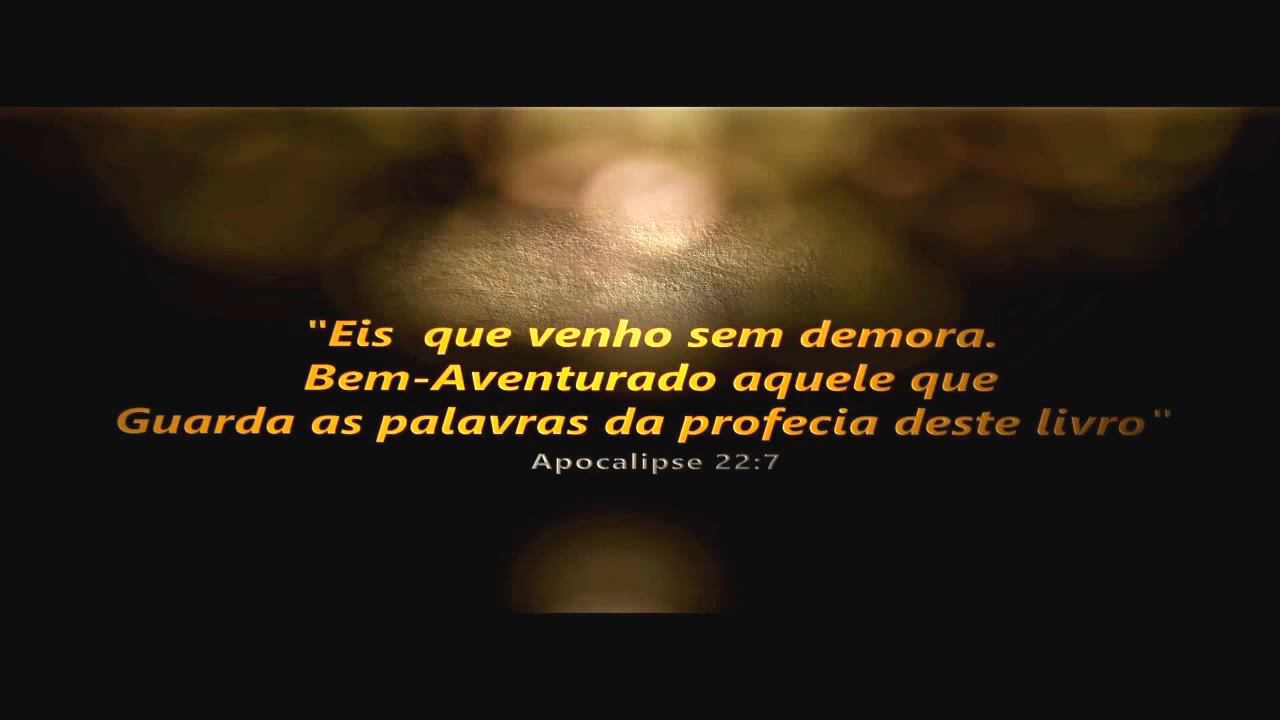 "Eis que venho sem demora.
Bem-Aventurado aquele que
Guarda as palavras da profecia deste livro"
Apocalipse 22:7